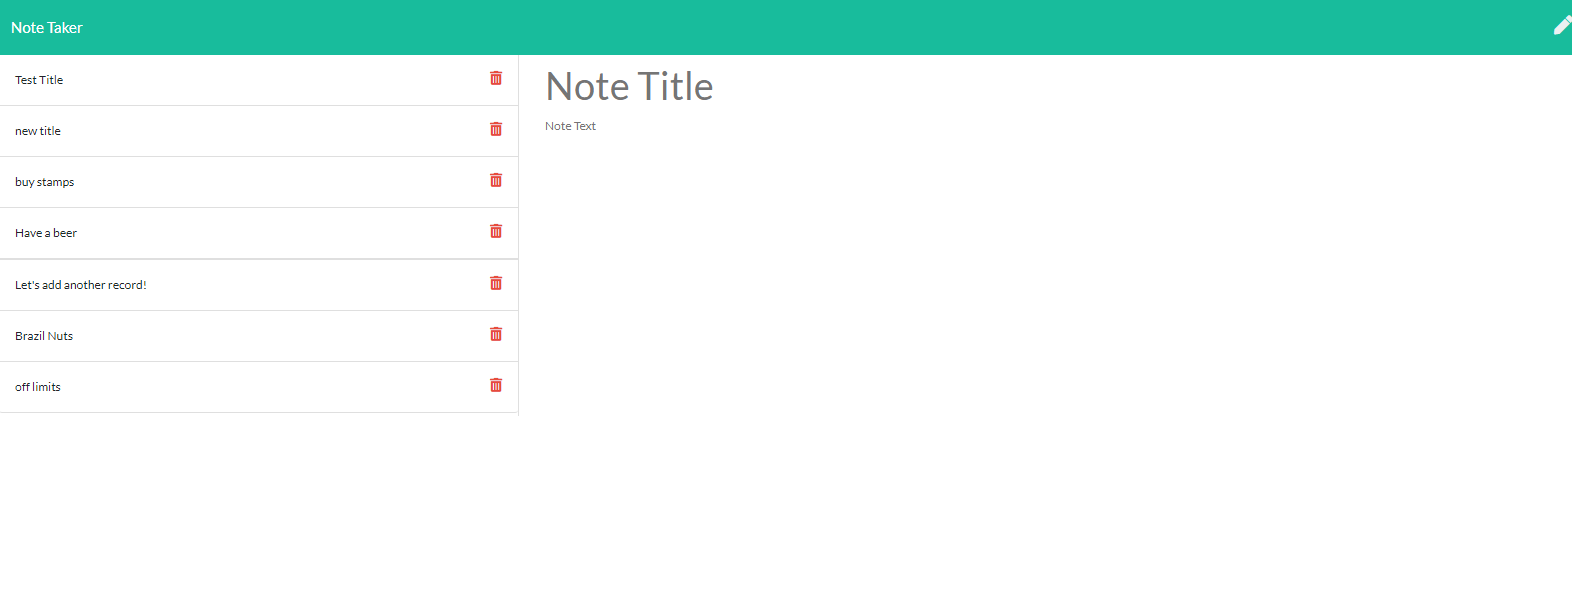 Note Taker
Test Title
new title
buy stamps
Have a beer
Let's add another record!
Brazil Nuts
off limits
Note Title
Note Text